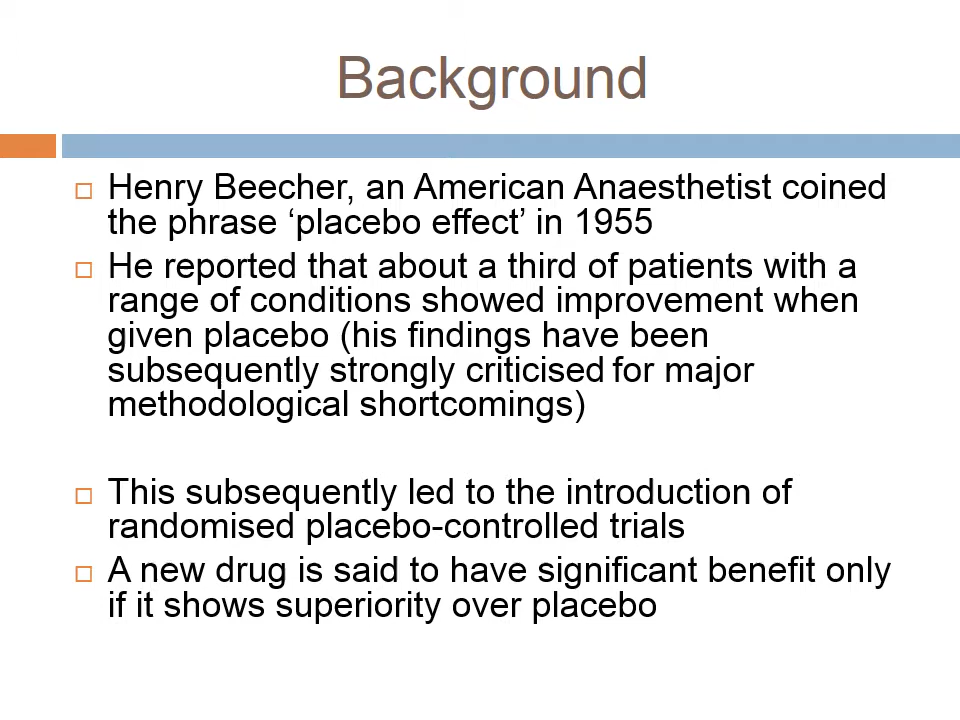 Background
Henry Beecher, an American Anaesthetist coined
the phrase ‘placebo effect’ in 1955
He reported that about a third of patients with a
range of conditions showed improvement when
given placebo (his findings have been
subsequently strongly criticised for major
methodological shortcomings)
This subsequently led to the introduction of
randomised placebo-controlled trials
A new drug is said to have significant benefit only
if it shows superiority over placebo